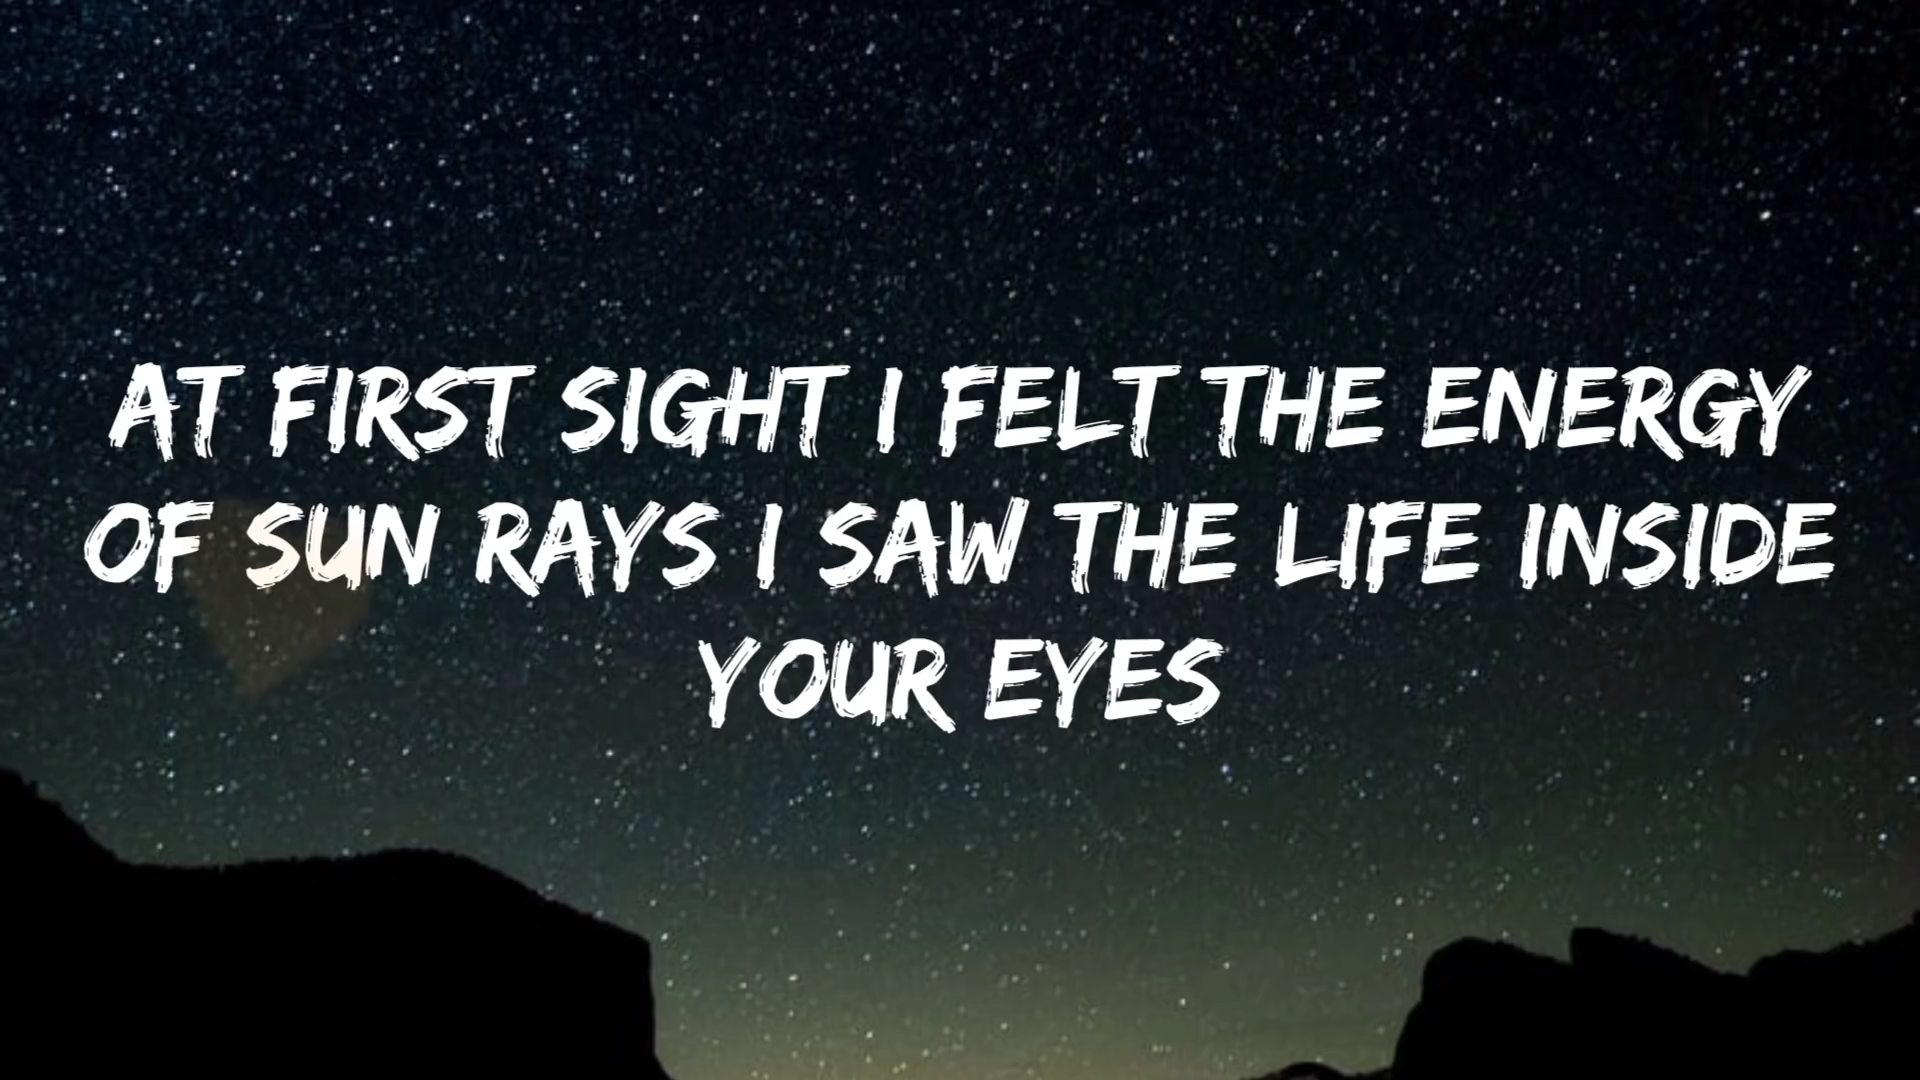 AT FIRST SIGHT I FELT THE ENERGY
OF SUN RAYS I SAW THE LIFE INSIDE
YOUR EYES